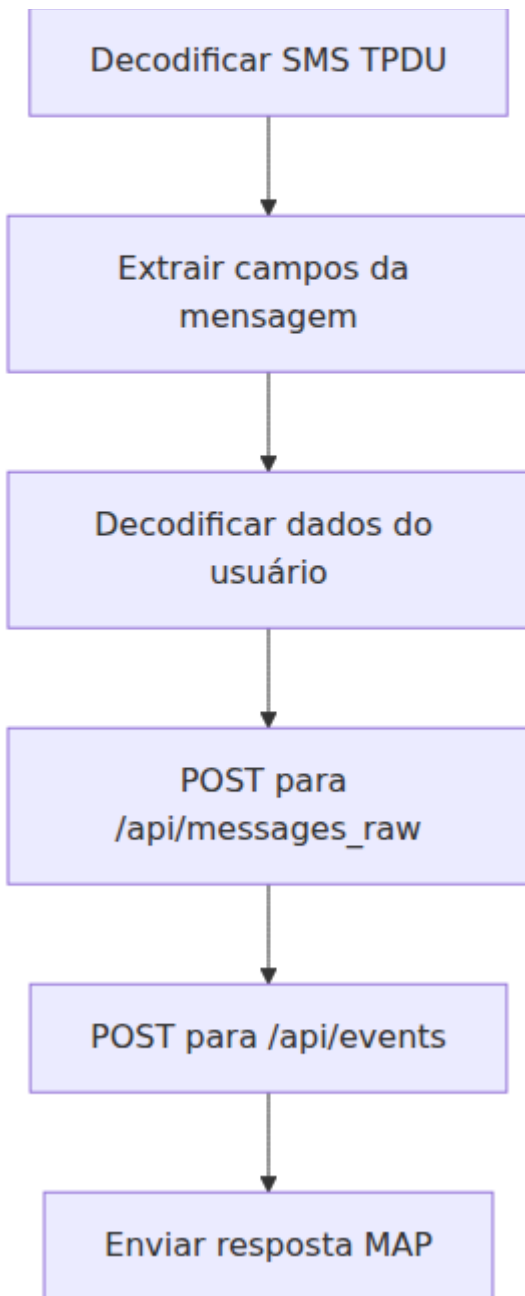 Decodificar SMS TPDU
Extrair campos da
mensagem
Decodificar dados do
usuário
POST para
/api/messages_raw
POST para /api/events
Enviar resposta MAP